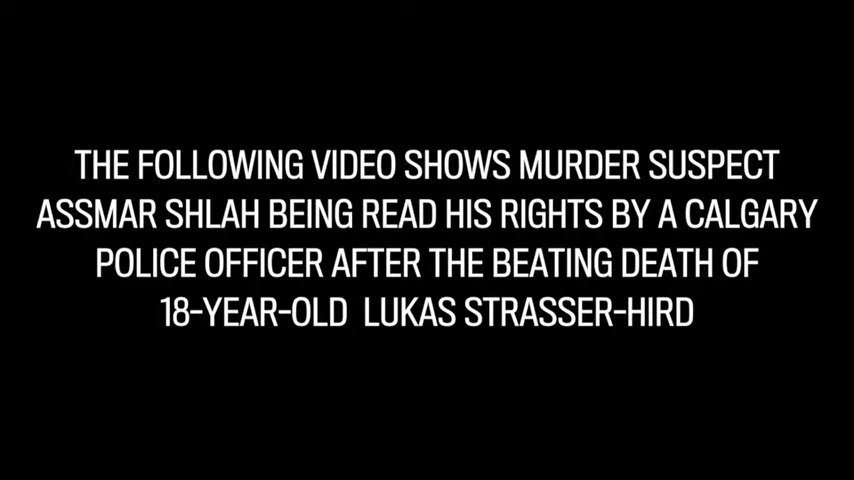 THE FOLLOWING VIDEO SHOWS MURDER SUSPECT
ASSMAR SHLAH BEING READ HIS RIGHTS BY A CALGARY
POLICE OFFICER AFTER THE BEATING DEATH OF
18-YEAR-OLD  LUKAS STRASSER-HIRD